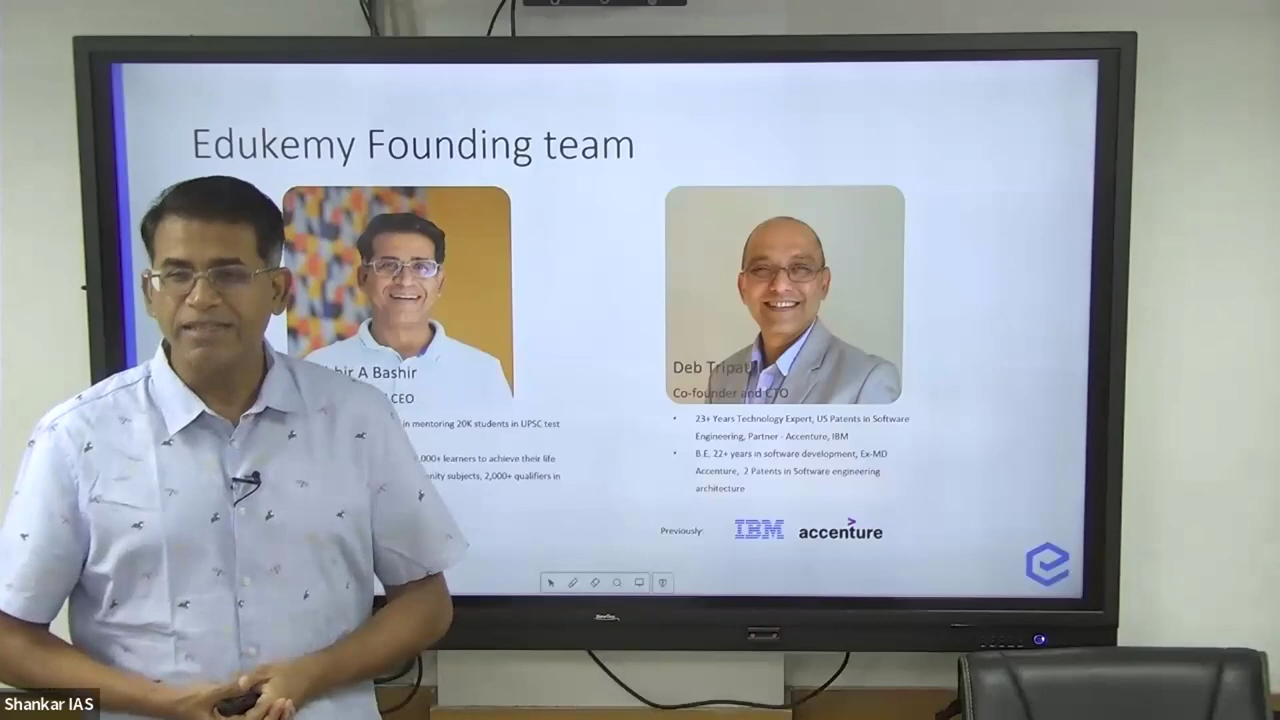 Edukemy Founding team
A Bashir
CEO
in mentoring 20K students in UPSC test
000+ learners to achieve their life
subjects, 2,000+ qualifiers in
Deb
Co-founder and CTO
• 23+ Years Technology Expert, US Patents in Software
Engineering, Partner - Accenture, IBM
• B.E, 22+ years in software development, Ex-MD
Accenture, 2 Patents in Software engineering
architecture
Previously:
IBM accenture
Shankar IAS